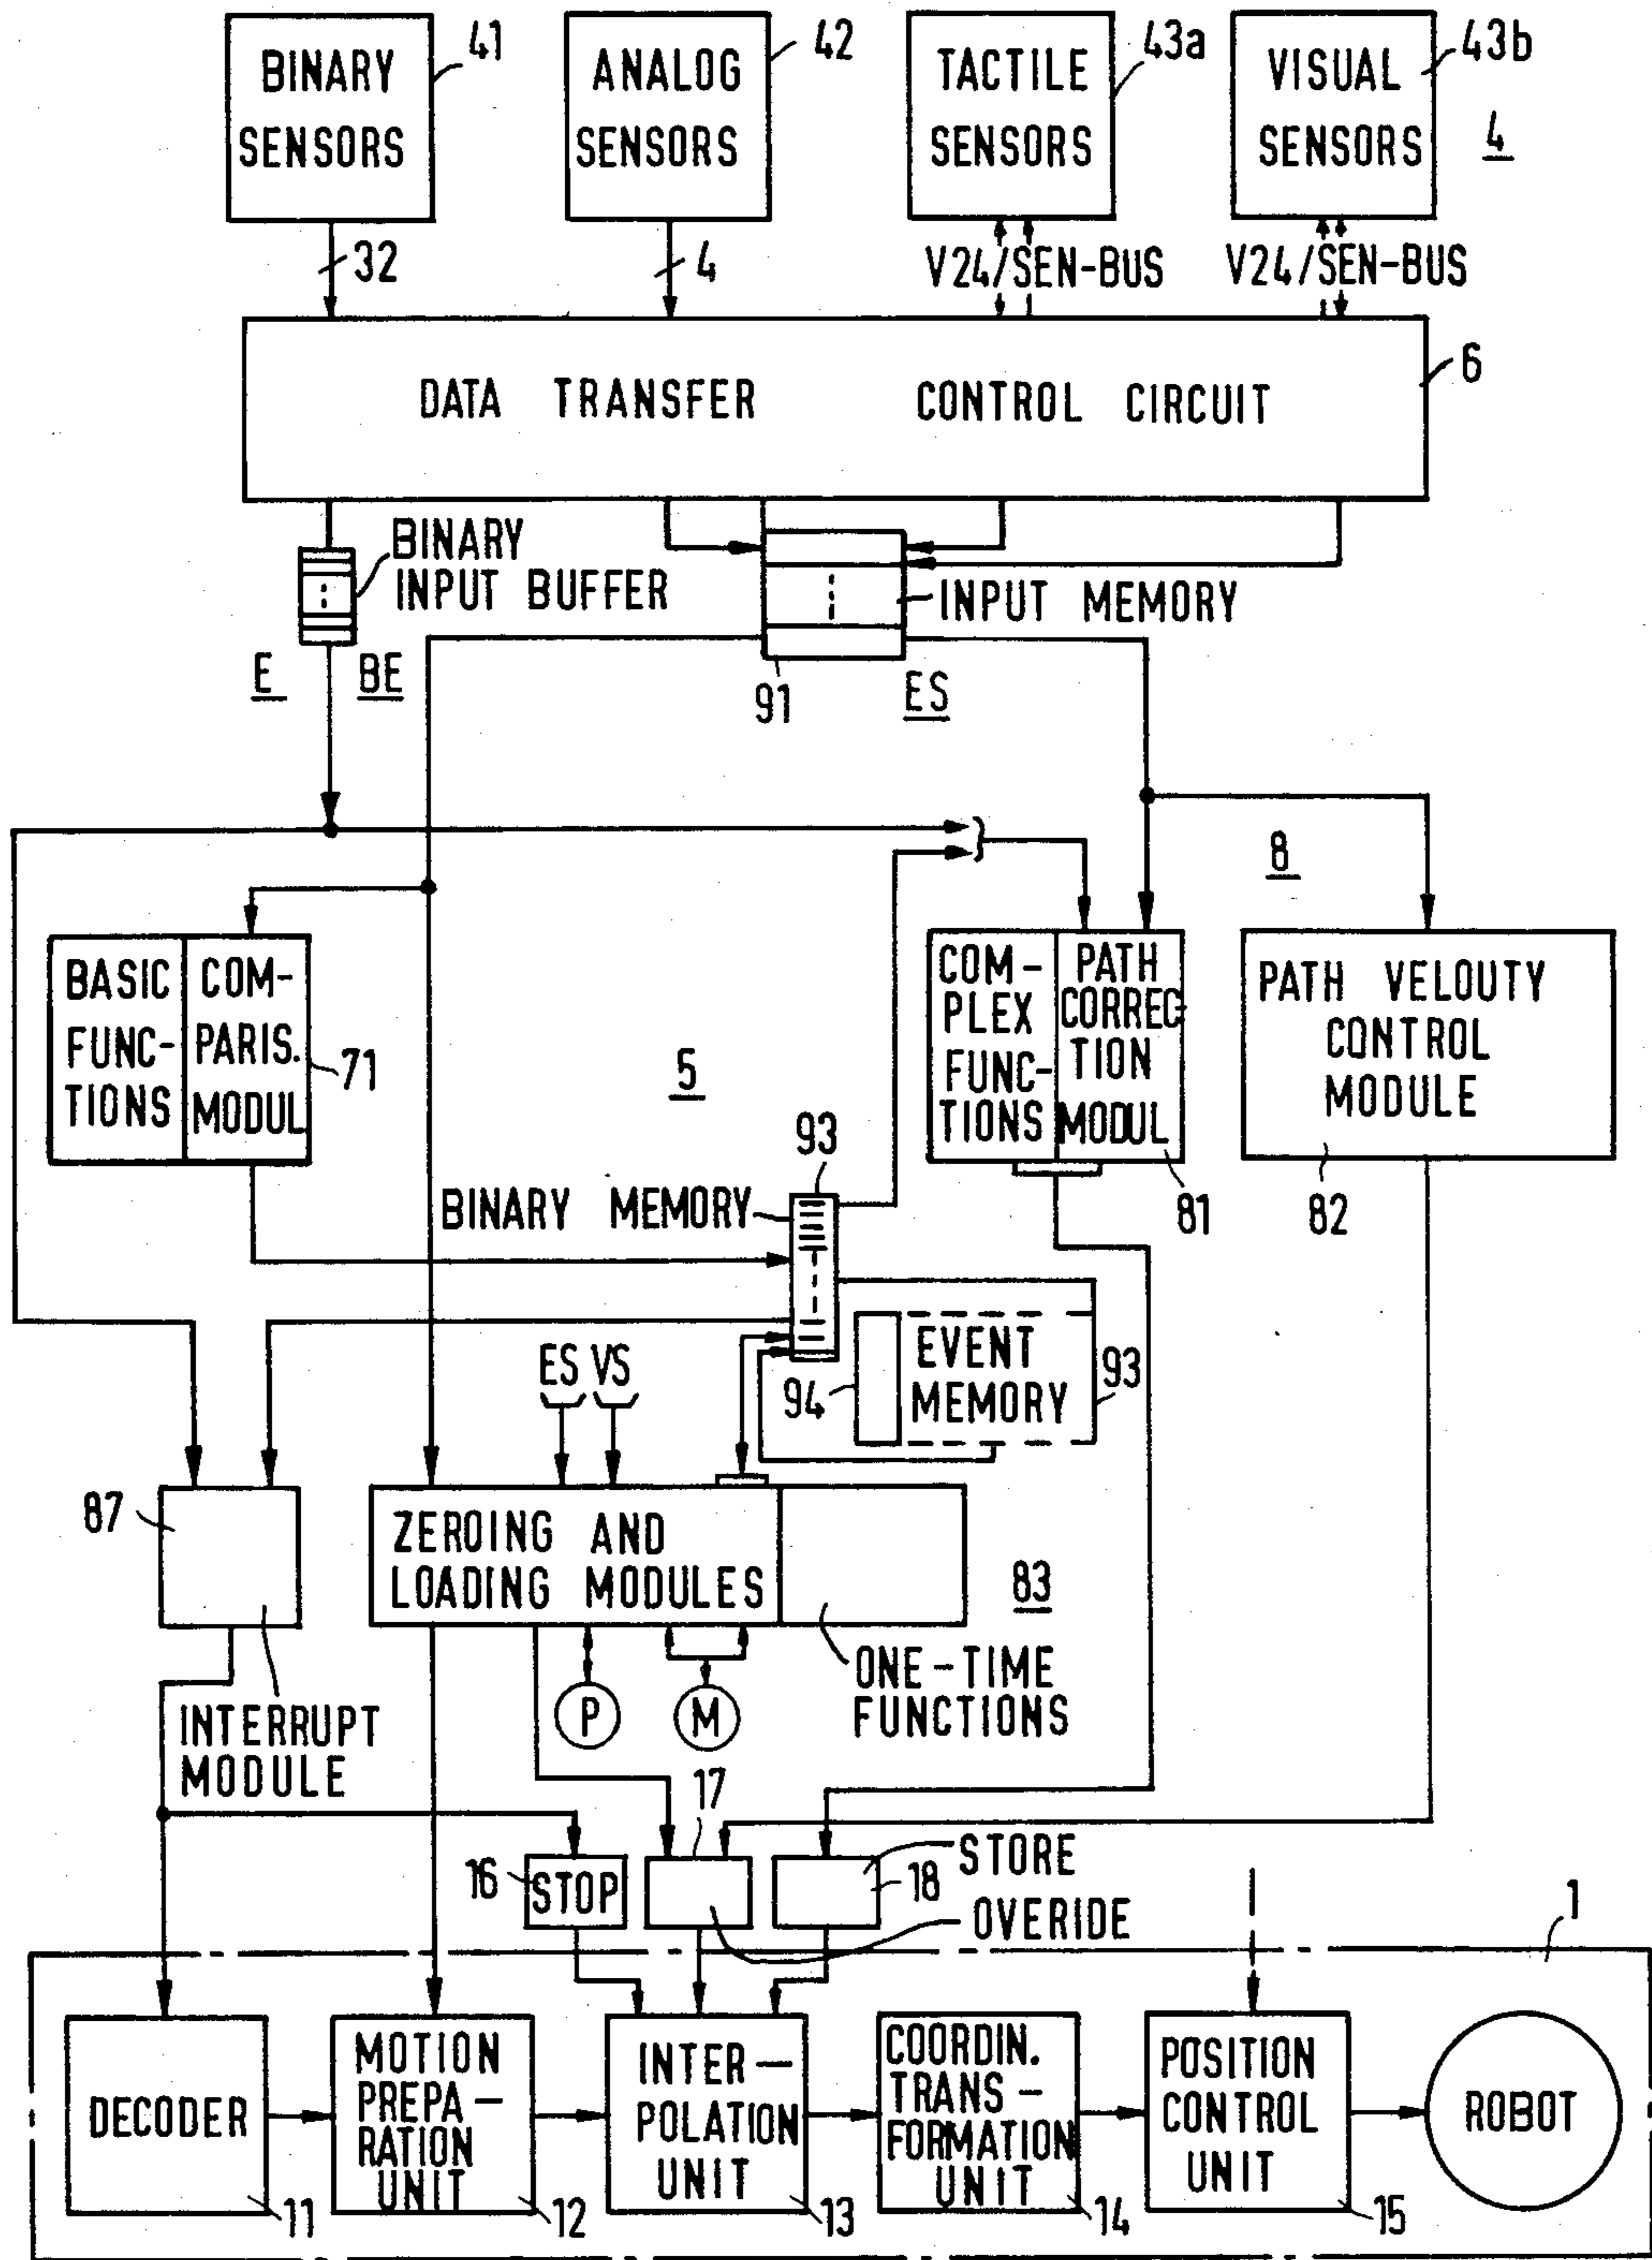 BINARY
SENSORS
41
ANALOG
SENSORS
42
TACTILE
SENSORS
43a
VISUAL
SENSORS
43b
4
32
4
V24/SEN-BUS
V24/SEN-BUS
DATA TRANSFER CONTROL CIRCUIT
6
BINARY
INPUT BUFFER
INPUT MEMORY
E
BE
91
ES
8
BASIC
FUNC-
TIONS
COM-
PARIS.
MODUL
71
5
COM-
PLEX
FUNC-
TIONS
PATH
CORREC-
TION
MODUL
81
PATH VELOUTY
CONTROL
MODULE
82
93
BINARY MEMORY
ES VS
94
EVENT
MEMORY
93
87
ZEROING AND
LOADING MODULES
83
ONE-TIME
FUNCTIONS
P
M
INTERRUPT
MODULE
17
16
STOP
STORE
18
OVERIDE
1
DECODER
11
MOTION
PREPA-
RATION
UNIT
12
INTER-
POLATION
UNIT
13
COORDIN.
TRANS-
FORMATION
UNIT
14
POSITION
CONTROL
UNIT
15
ROBOT